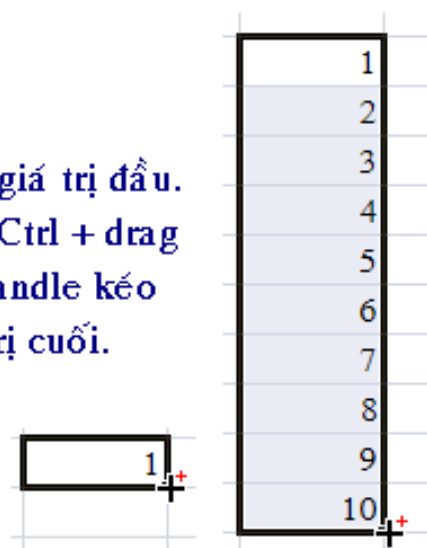 giá trị đầu.
Ctrl + drag
andle kéo
rị cuối.
1
1
2
3
4
5
6
7
8
9
10